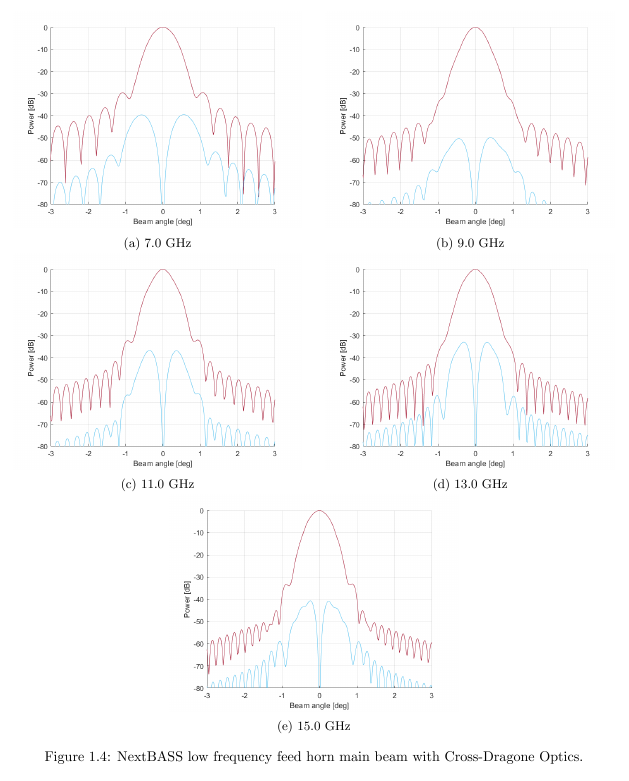 0
-10
-20
-30
-40
-50
-60
-70
-80
Power [dB]
-3 -2 -1 0 1 2 3
Beam angle [deg]
(a) 7.0 GHz
0
-10
-20
-30
-40
-50
-60
-70
-80
Power [dB]
-3 -2 -1 0 1 2 3
Beam angle [deg]
(b) 9.0 GHz
0
-10
-20
-30
-40
-50
-60
-70
-80
Power [dB]
-3 -2 -1 0 1 2 3
Beam angle [deg]
(c) 11.0 GHz
0
-10
-20
-30
-40
-50
-60
-70
-80
Power [dB]
-3 -2 -1 0 1 2 3
Beam angle [deg]
(d) 13.0 GHz
0
-10
-20
-30
-40
-50
-60
-70
-80
Power [dB]
-3 -2 -1 0 1 2 3
Beam angle [deg]
(e) 15.0 GHz
Figure 1.4: NextBASS low frequency feed horn main beam with Cross-Dragone Optics.